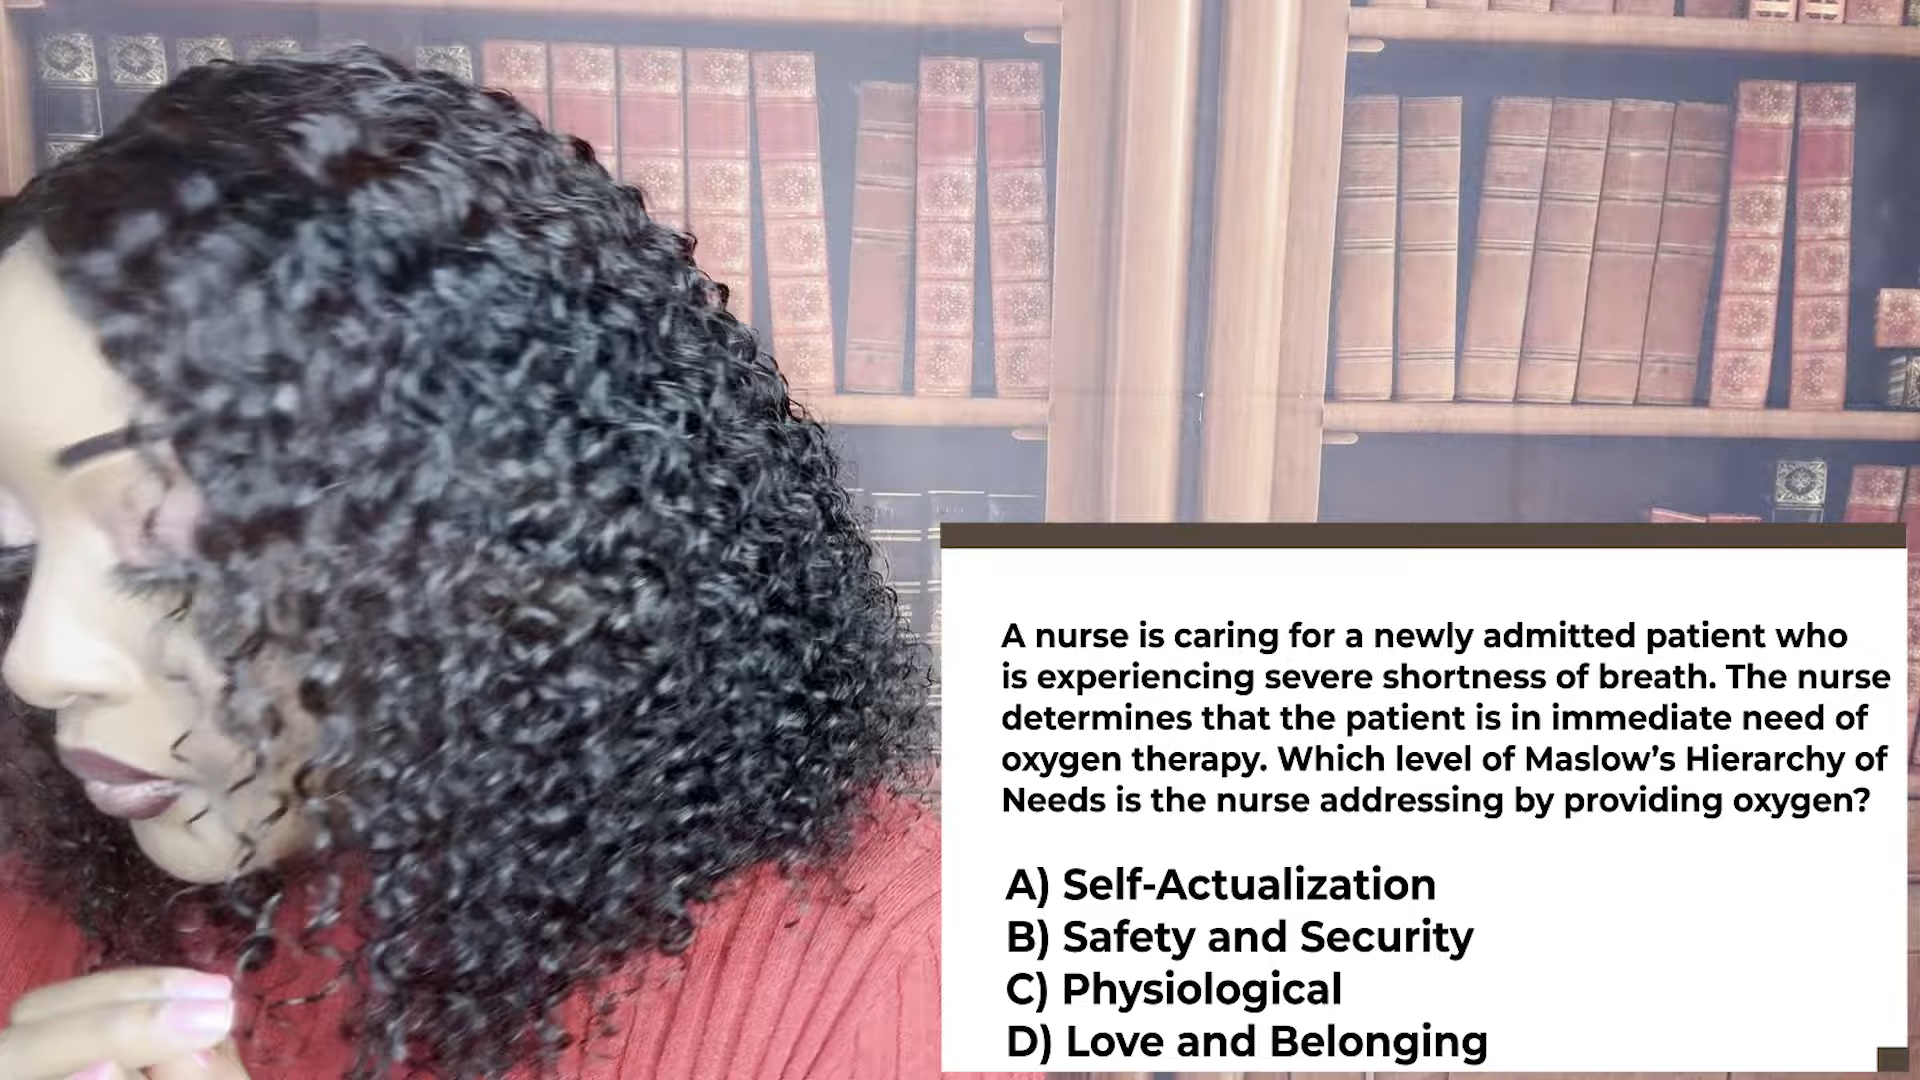 A nurse is caring for a newly admitted patient who
is experiencing severe shortness of breath. The nurse
determines that the patient is in immediate need of
oxygen therapy. Which level of Maslow’s Hierarchy of
Needs is the nurse addressing by providing oxygen?
A) Self-Actualization
B) Safety and Security
C) Physiological
D) Love and Belonging